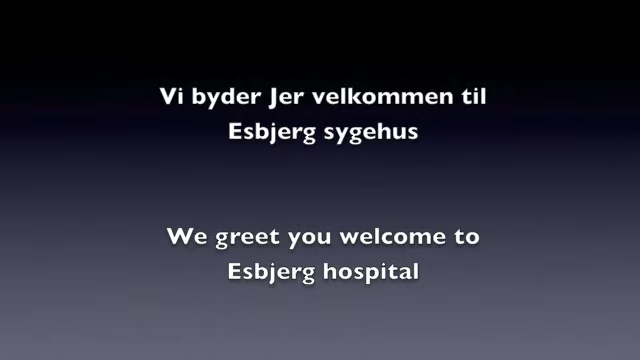 Vi byder Jer velkommen til
Esbjerg sygehus
We greet you welcome to
Esbjerg hospital